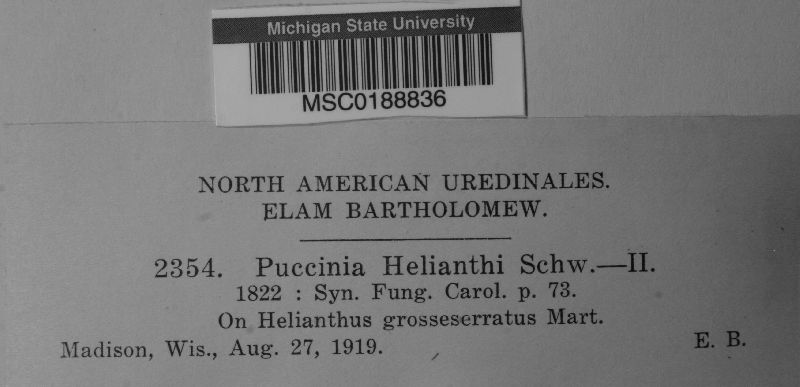 Michigan State University
MSC0188836
NORTH AMERICAN UREDINALES.
ELAM BARTHOLOMEW.
2354. Puccinia Helianthi Schw.—II.
1822 : Syn. Fung. Carol. p. 73.
On Helianthus grosseserratus Mart.
Madison, Wis., Aug. 27, 1919. E. B.